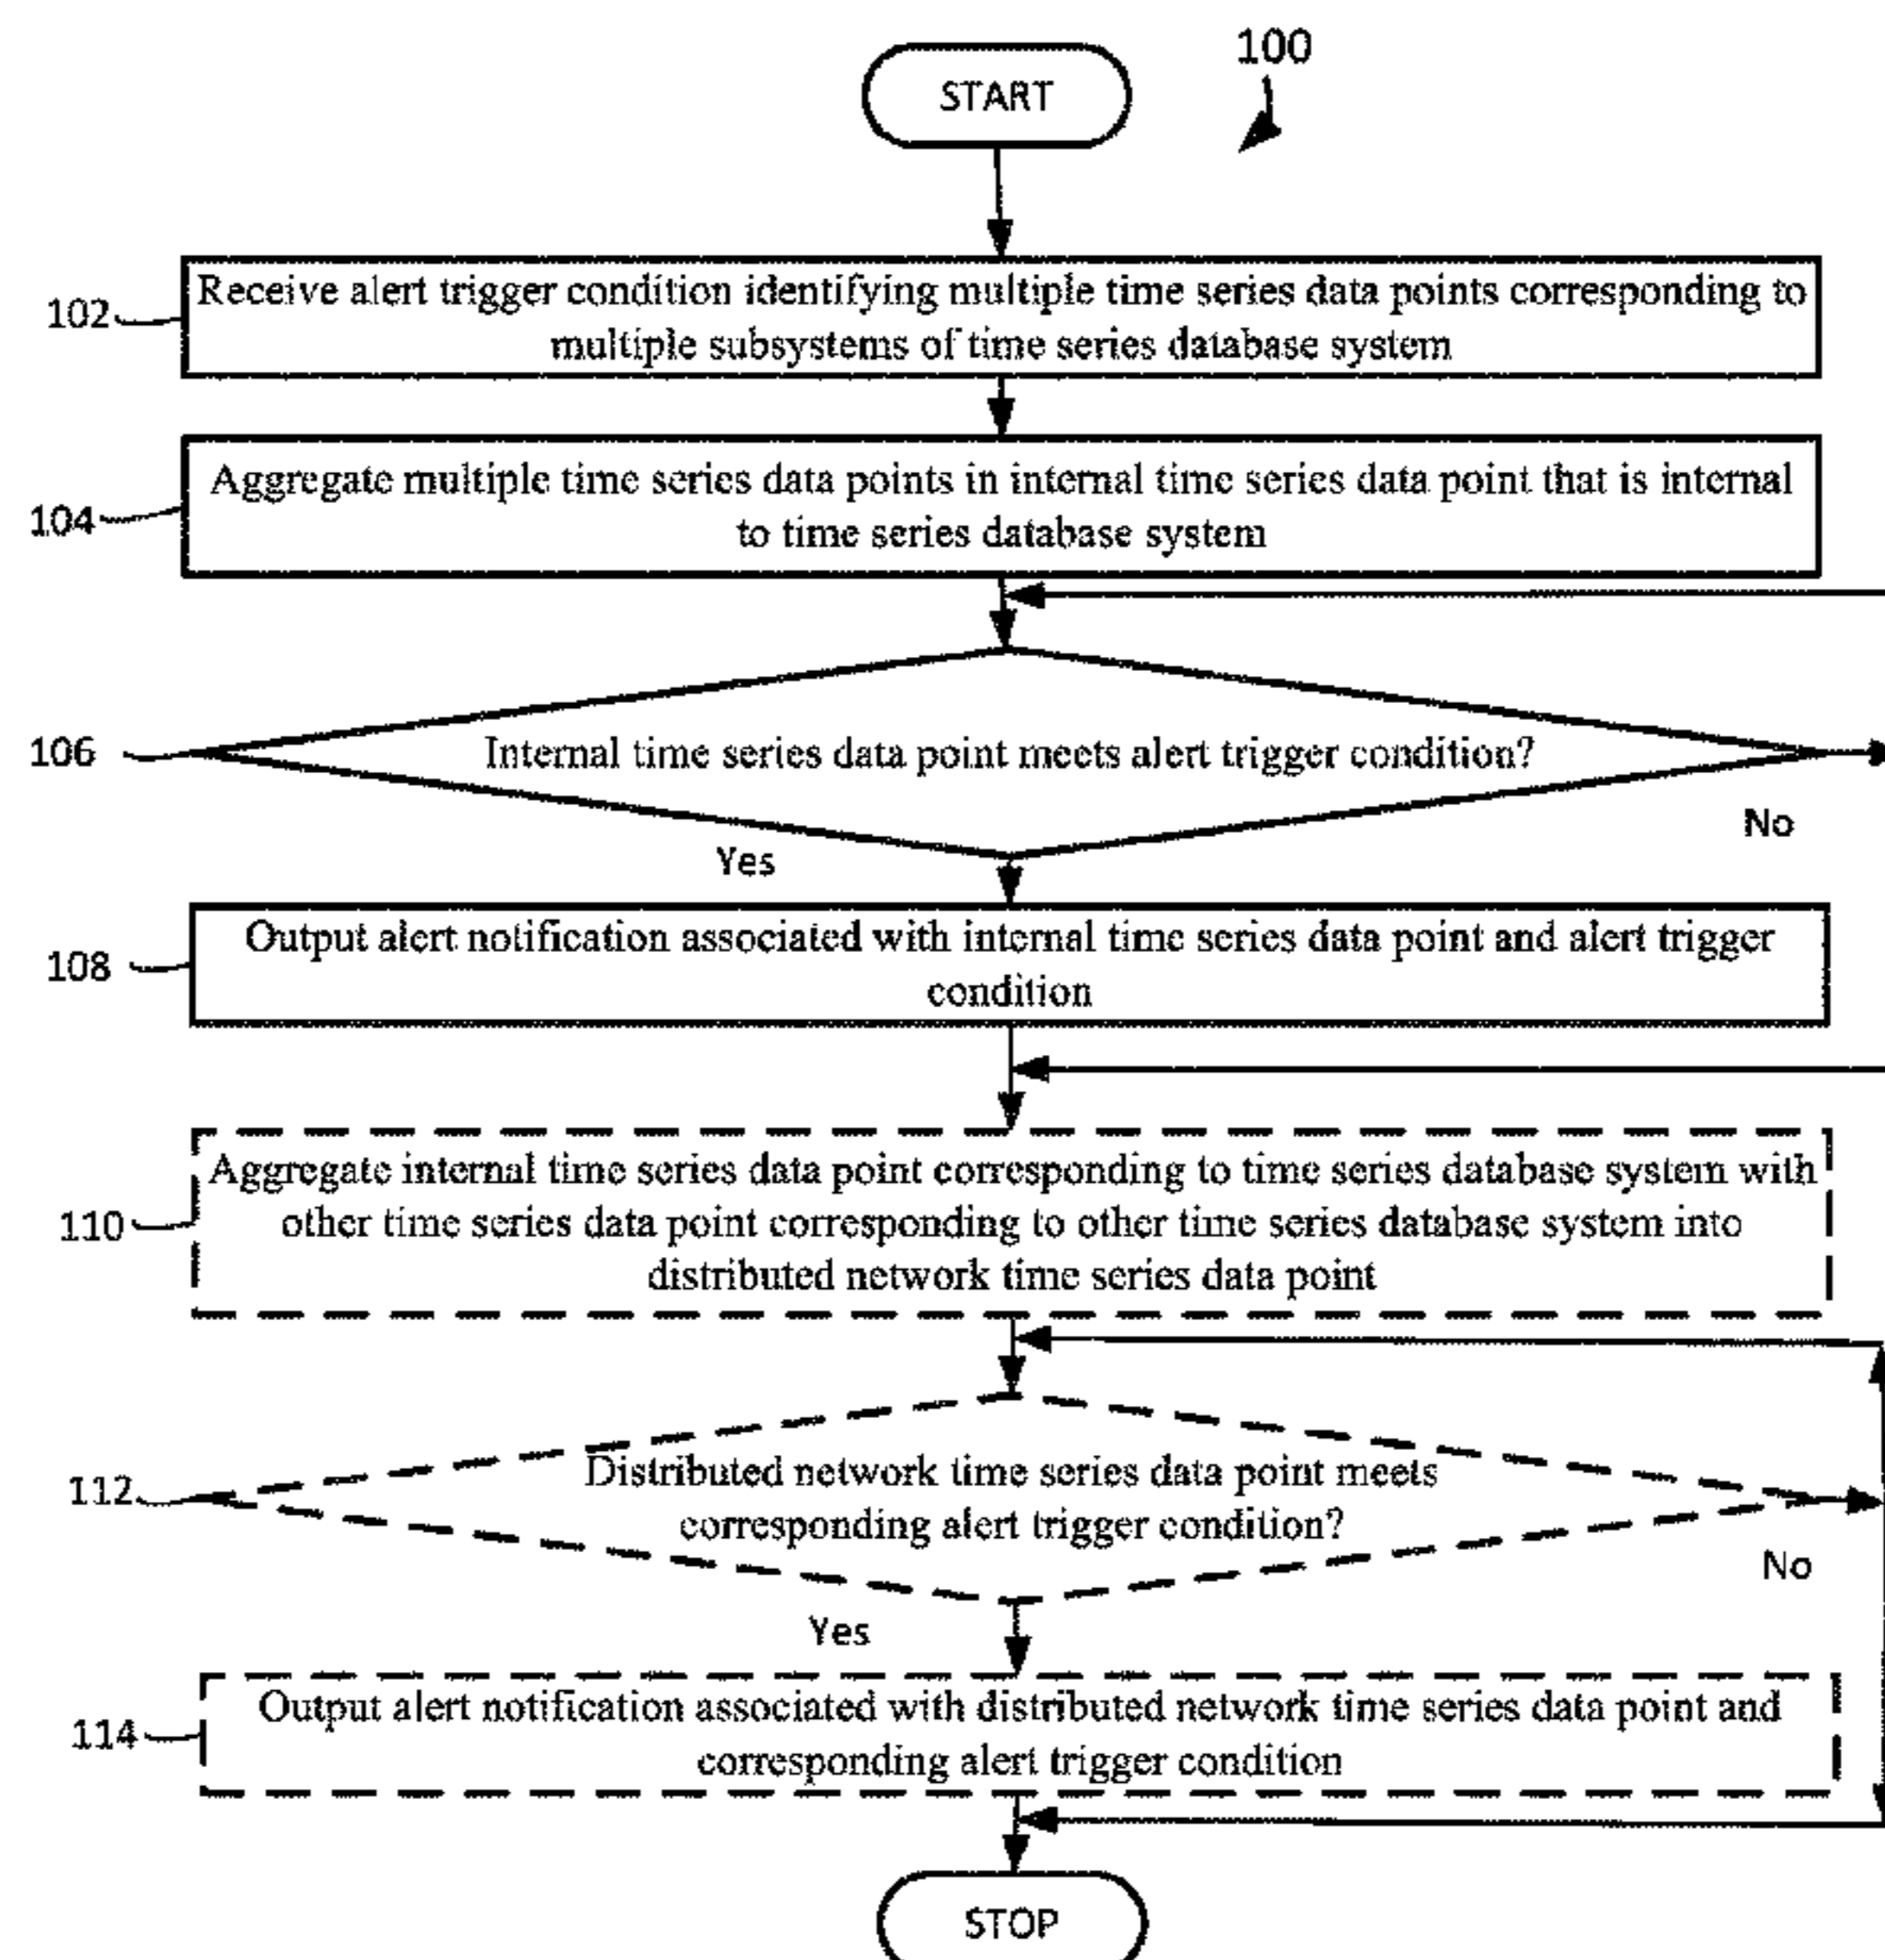 100
START
102
Receive alert trigger condition identifying multiple time series data points corresponding to
multiple subsystems of time series database system
104
Aggregate multiple time series data points in internal time series data point that is internal
to time series database system
106
Internal time series data point meets alert trigger condition?
No
Yes
108
Output alert notification associated with internal time series data point and alert trigger
condition
110
Aggregate internal time series data point corresponding to time series database system with
other time series data point corresponding to other time series database system into
distributed network time series data point
112
Distributed network time series data point meets
corresponding alert trigger condition?
No
Yes
114
Output alert notification associated with distributed network time series data point and
corresponding alert trigger condition
STOP